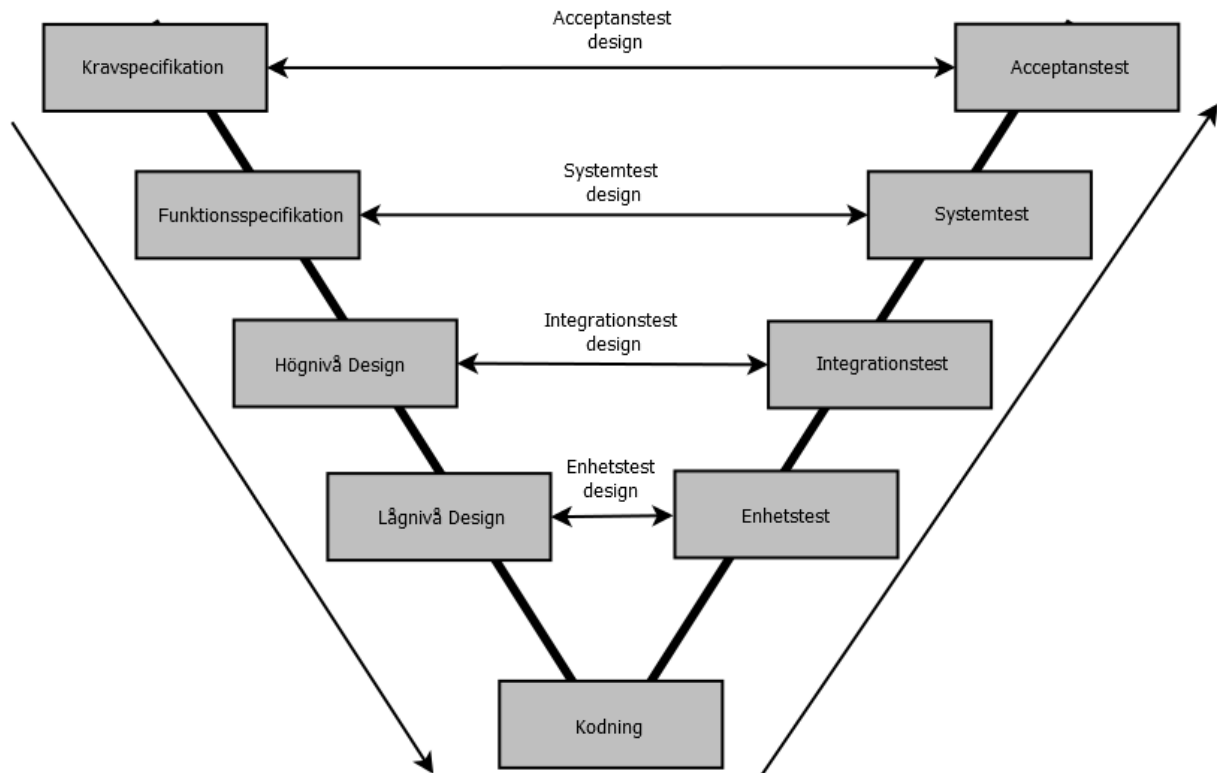 Acceptanstest
design
Kravspecifikation
Acceptanstest
Systemtest
design
Funktionsspecifikation
Systemtest
Integrationstest
design
Högnivå Design
Integrationstest
Enhetstest
design
Lågnivå Design
Enhetstest
Kodning